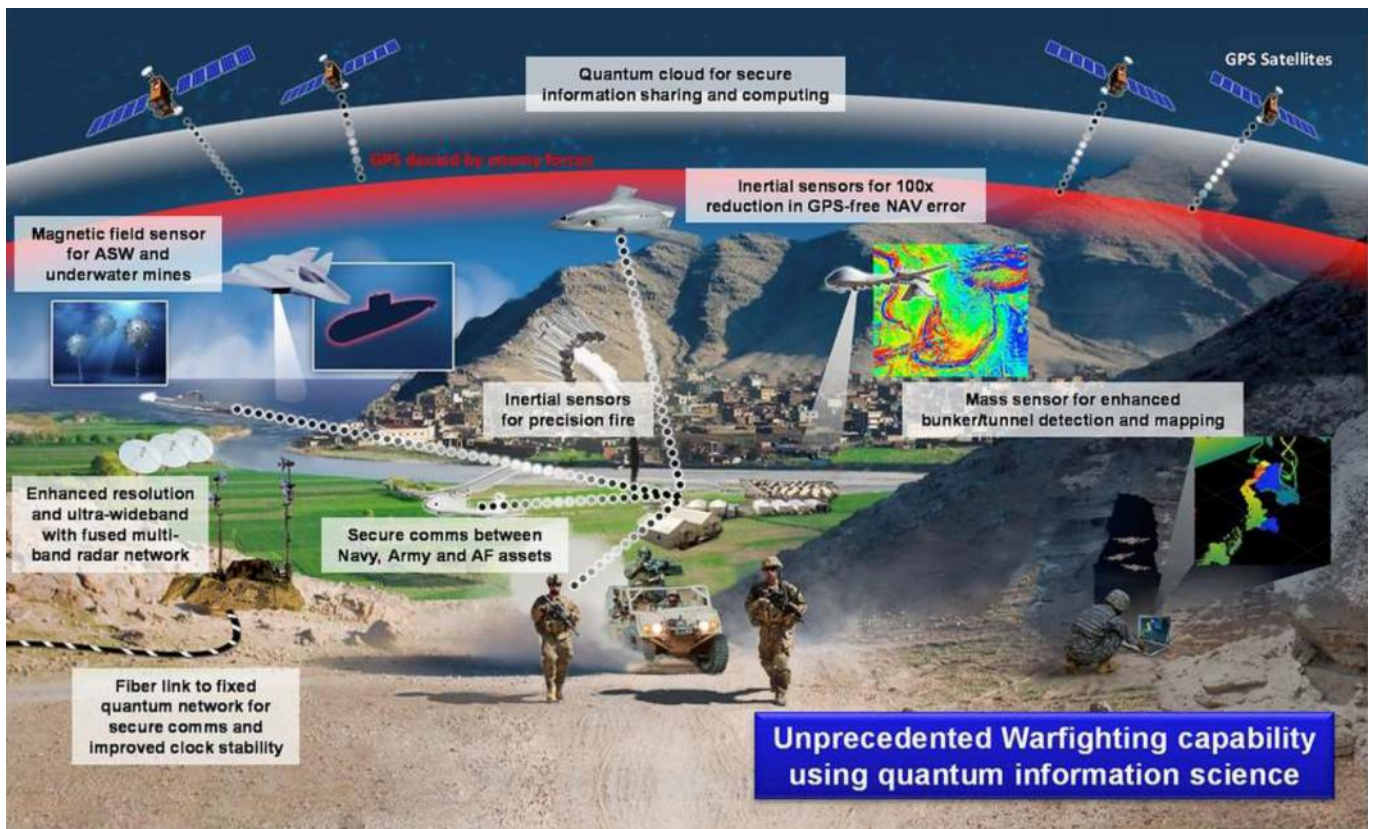 GPS Satellites
Quantum cloud for secure
information sharing and computing
GPS denied by enemy forces
Inertial sensors for 100x
reduction in GPS-free NAV error
Magnetic field sensor
for ASW and
underwater mines
Inertial sensors
for precision fire
Mass sensor for enhanced
bunker/tunnel detection and mapping
Enhanced resolution
and ultra-wideband
with fused multi-
band radar network
Secure comms between
Navy, Army and AF assets
Fiber link to fixed
quantum network for
secure comms and
improved clock stability
Unprecedented Warfighting capability
using quantum information science